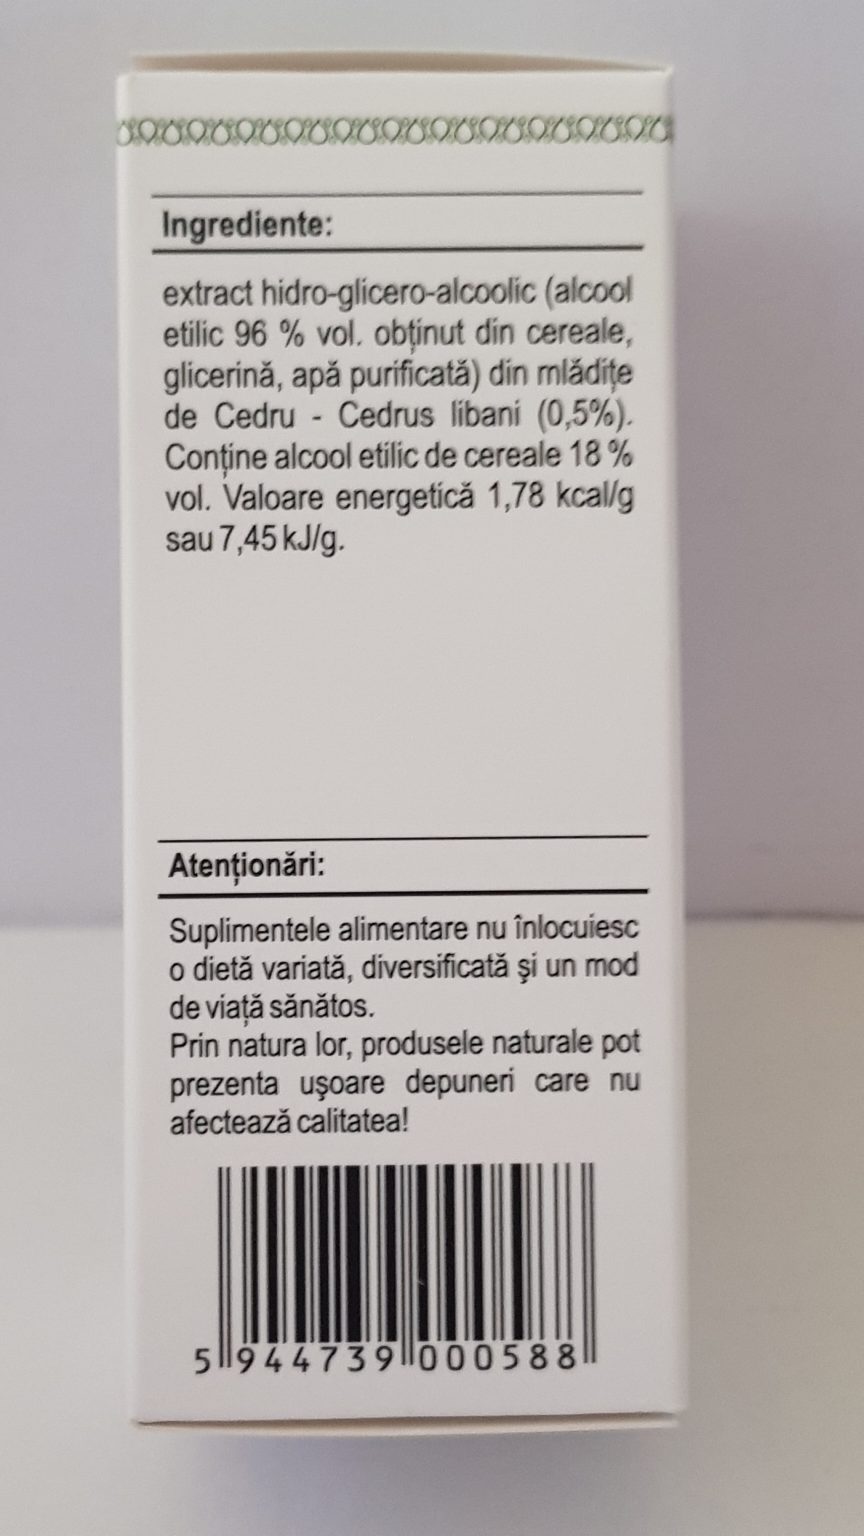 Ingrediente:
extract hidro-glicero-alcoolic (alcool
etilic 96 % vol. obținut din cereale,
glicerină, apă purificată) din mlădițe
de Cedru - Cedrus libani (0,5%).
Conține alcool etilic de cereale 18 %
vol. Valoare energetică 1,78 kcal/g
sau 7,45 kJ/g.
Atenționări:
Suplimentele alimentare nu înlocuiesc
o dietă variată, diversificată şi un mod
de viață sănătos.
Prin natura lor, produsele naturale pot
prezenta uşoare depuneri care nu
afectează calitatea!
5 944739 000588